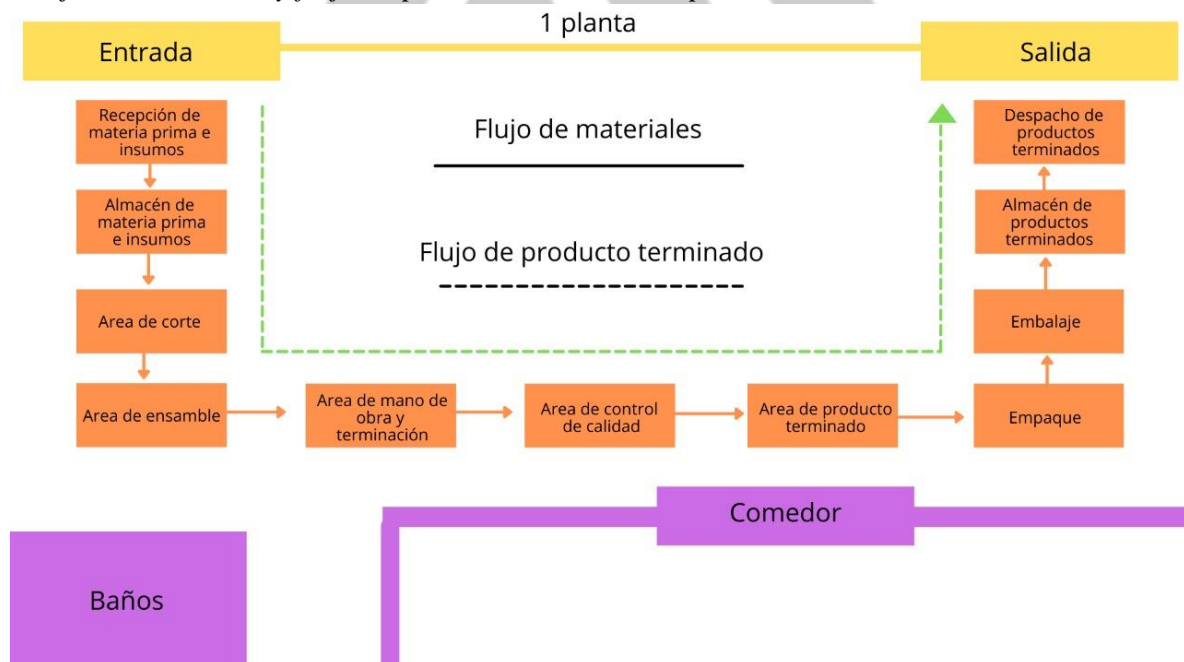 1 planta
Entrada
Salida
Recepción de
materia prima e
insumos
Almacén de
materia prima
e insumos
Area de corte
Area de ensamble
Flujo de materiales
Flujo de producto terminado
Area de mano de
obra y
terminación
Area de control
de calidad
Area de producto
terminado
Despacho de
productos
terminados
Almacén de
productos
terminados
Embalaje
Empaque
Comedor
Baños